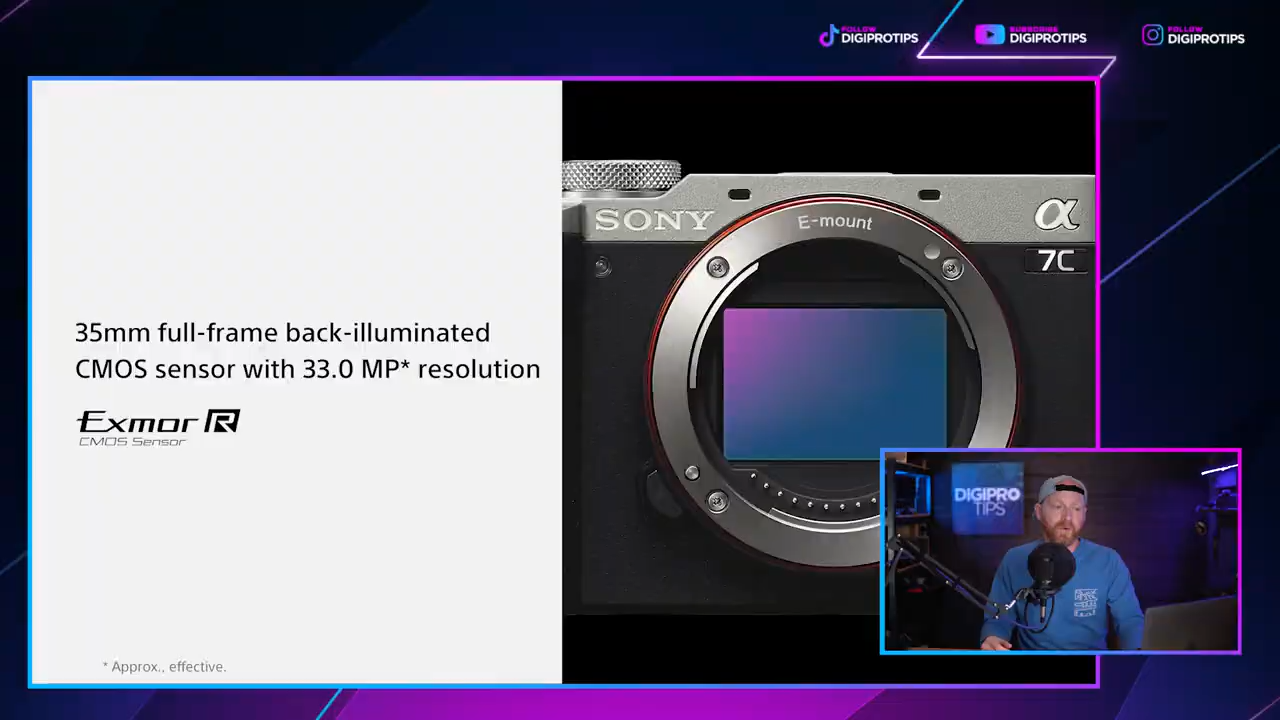 FOLLOW
DIGIPROTIPS
SUBSCRIBE
DIGIPROTIPS
FOLLOW
DIGIPROTIPS
SONY
E-mount
α
7C
35mm full-frame back-illuminated
CMOS sensor with 33.0 MP* resolution
Exmor R
CMOS Sensor
* Approx., effective.
DIGIPRO
TIPS